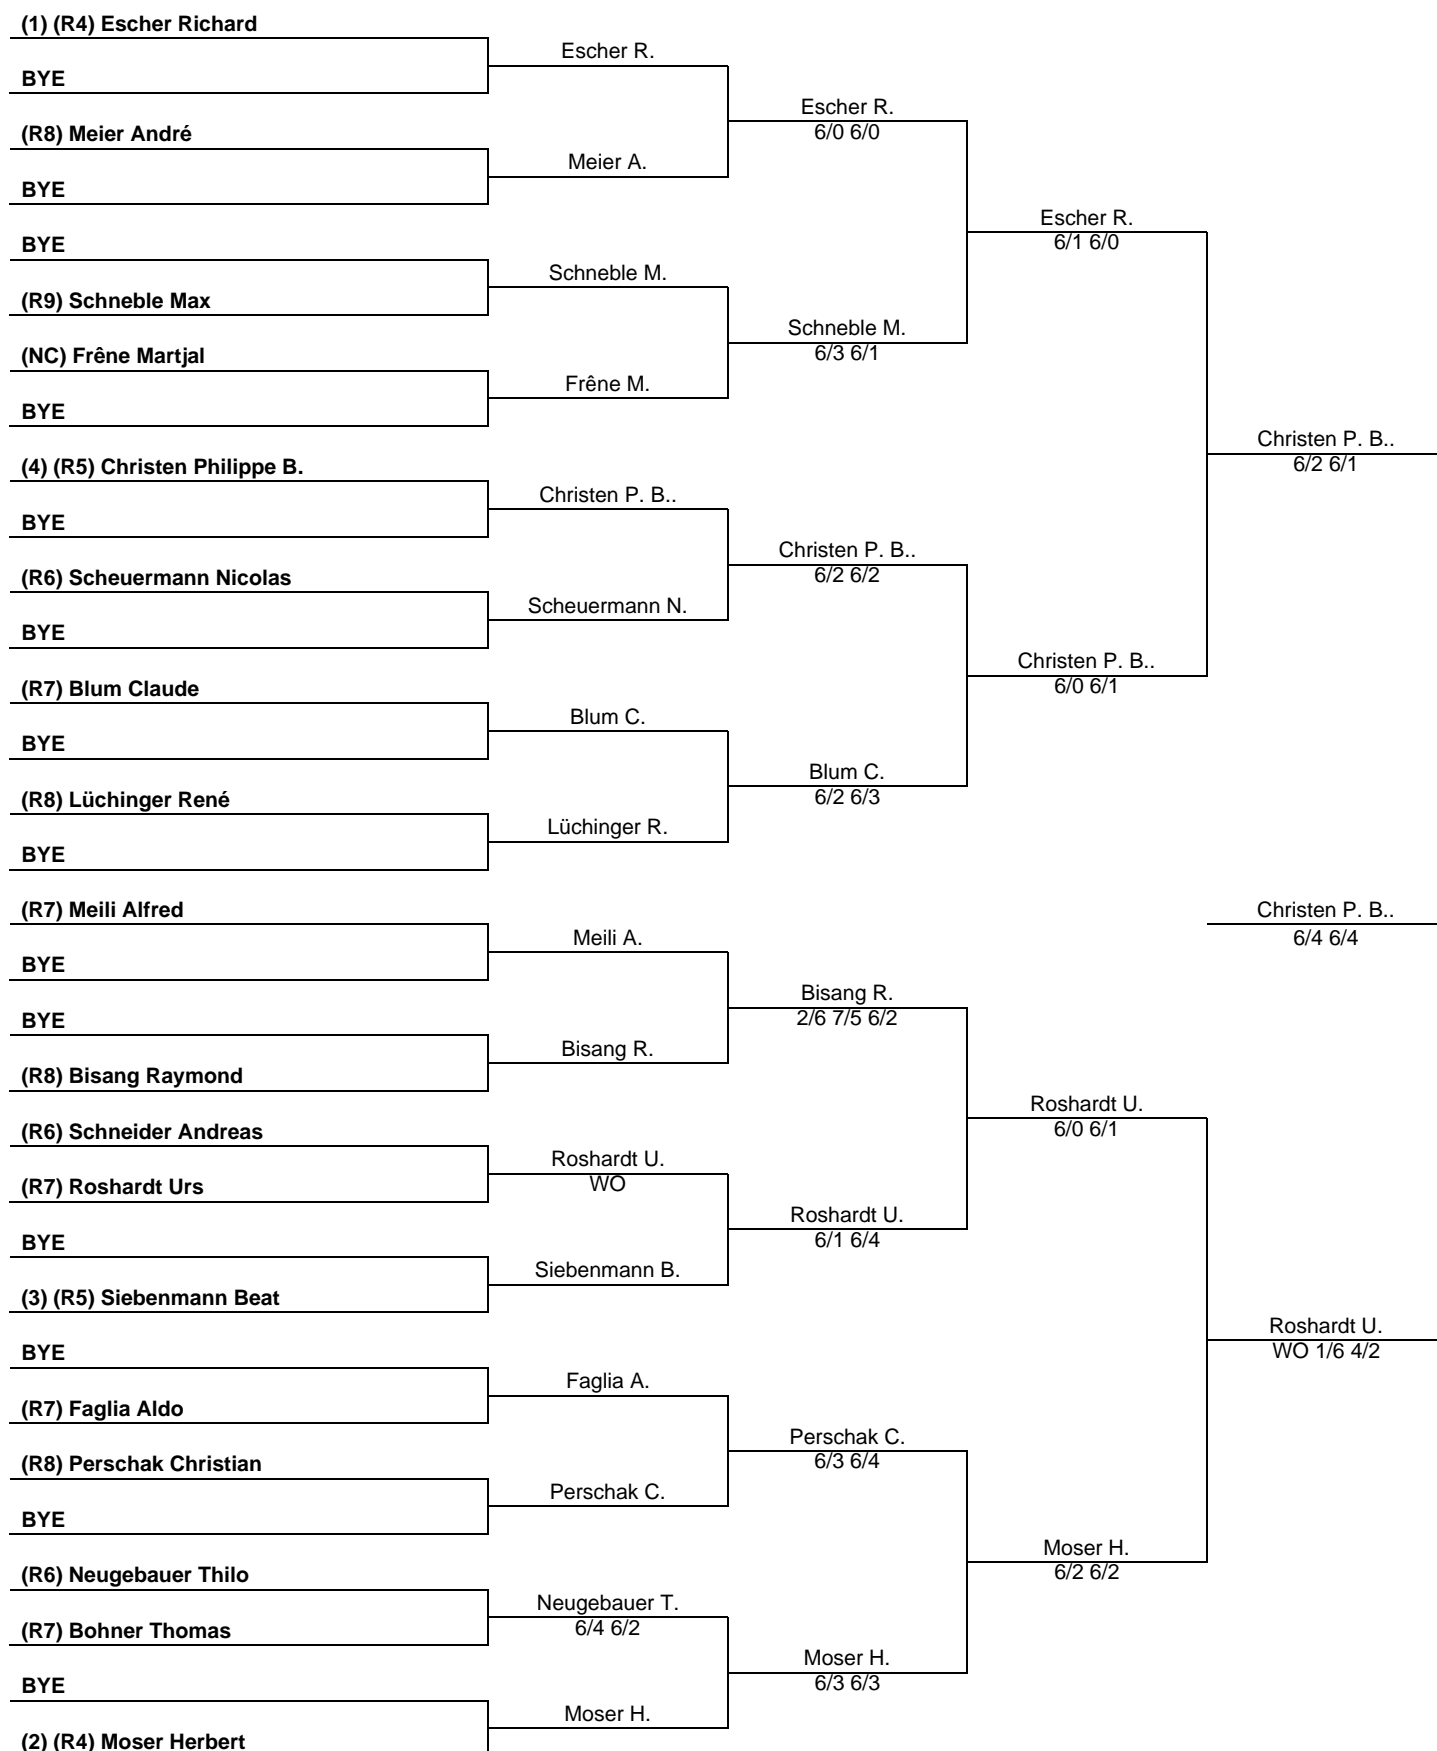 (1) (R4) Escher Richard
BYE
(R8) Meier André
BYE
BYE
(R9) Schneble Max
(NC) Frêne Martjal
BYE
(4) (R5) Christen Philippe B.
BYE
(R6) Scheuermann Nicolas
BYE
(R7) Blum Claude
BYE
(R8) Lüchinger René
BYE
(R7) Meili Alfred
BYE
BYE
(R8) Bisang Raymond
(R6) Schneider Andreas
(R7) Roshardt Urs
BYE
(3) (R5) Siebenmann Beat
BYE
(R7) Faglia Aldo
(R8) Perschak Christian
BYE
(R6) Neugebauer Thilo
(R7) Bohner Thomas
BYE
(2) (R4) Moser Herbert
Escher R.
Meier A.
Schneble M.
Frêne M.
Christen P. B..
Scheuermann N.
Blum C.
Lüchinger R.
Meili A.
Bisang R.
Roshardt U.
WO
Siebenmann B.
Faglia A.
Perschak C.
Neugebauer T.
6/4 6/2
Moser H.
Escher R.
6/0 6/0
Schneble M.
6/3 6/1
Christen P. B..
6/2 6/2
Blum C.
6/2 6/3
Bisang R.
2/6 7/5 6/2
Roshardt U.
6/1 6/4
Perschak C.
6/3 6/4
Moser H.
6/3 6/3
Escher R.
6/1 6/0
Christen P. B..
6/0 6/1
Roshardt U.
6/0 6/1
Moser H.
6/2 6/2
Christen P. B..
6/2 6/1
Christen P. B..
6/4 6/4
Roshardt U.
WO 1/6 4/2